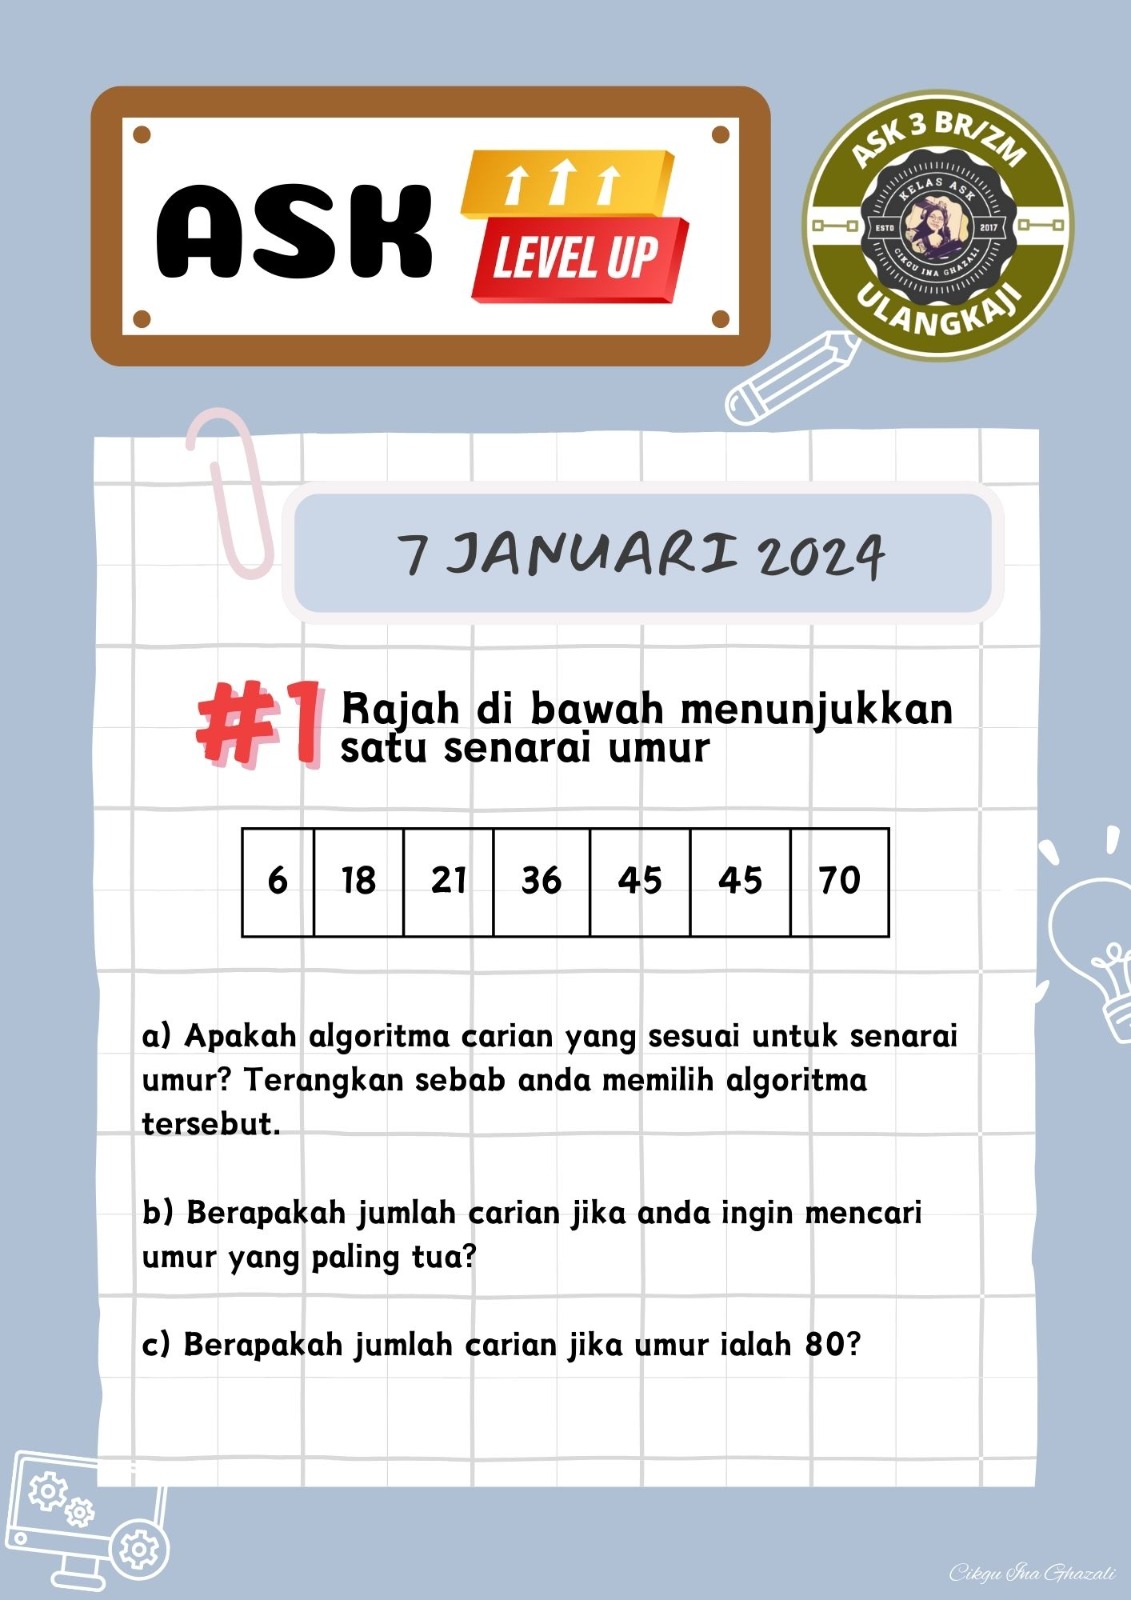 ASK
LEVEL UP
ASK 3 BR/ZM
KELAS ASK
ESTD 2017
CIKGU INA GHAZALI
ULANGKAJI
7 JANUARI 2024
#1 Rajah di bawah menunjukkan
satu senarai umur
6 18 21 36 45 45 70
a) Apakah algoritma carian yang sesuai untuk senarai
umur? Terangkan sebab anda memilih algoritma
tersebut.
b) Berapakah jumlah carian jika anda ingin mencari
umur yang paling tua?
c) Berapakah jumlah carian jika umur ialah 80?
Cikgu Ina Ghazali